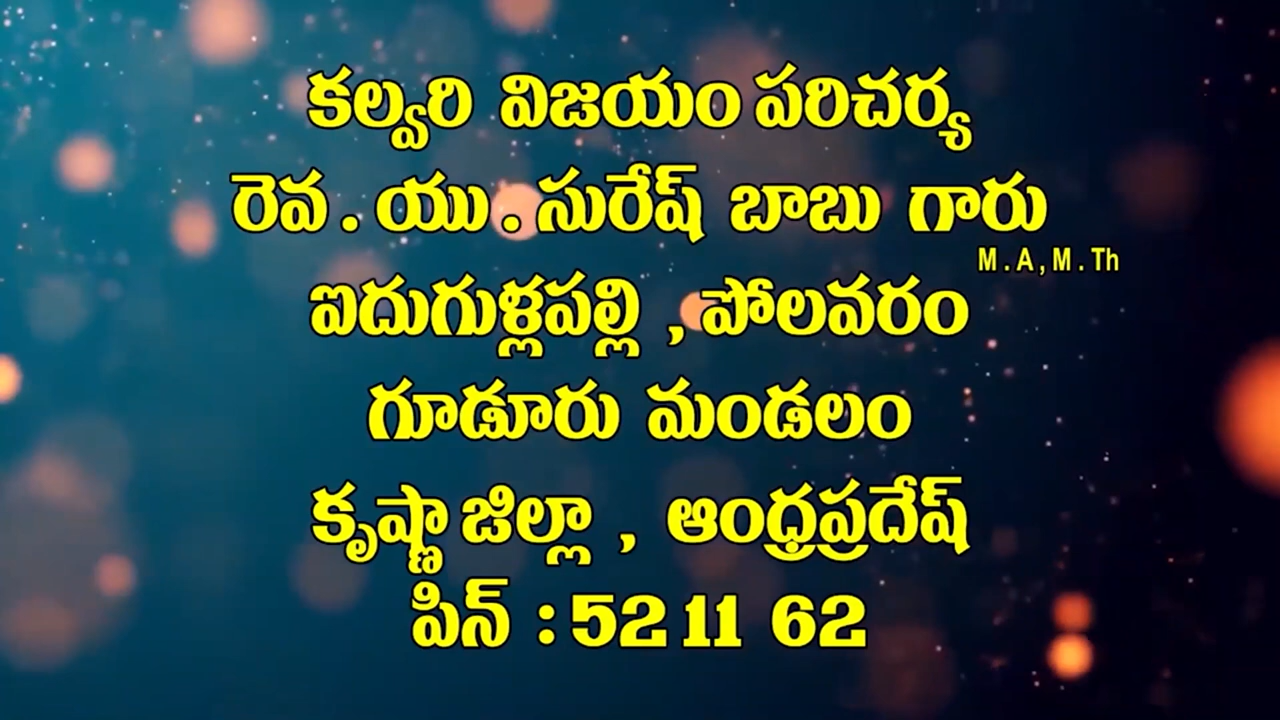 కల్వరి విజయం పరిచర్య
రెవ . యు . సురేష్ బాబు గారు
M . A , M . Th
ఐదుగుళ్లపల్లి , పోలవరం
గూడూరు మండలం
కృష్ణా జిల్లా , ఆంధ్రప్రదేశ్
పిన్ : 52 11 62